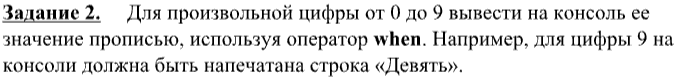 Задание 2. Для произвольной цифры от 0 до 9 вывести на консоль ее
значение прописью, используя оператор when. Например, для цифры 9 на
консоли должна быть напечатана строка «Девять».